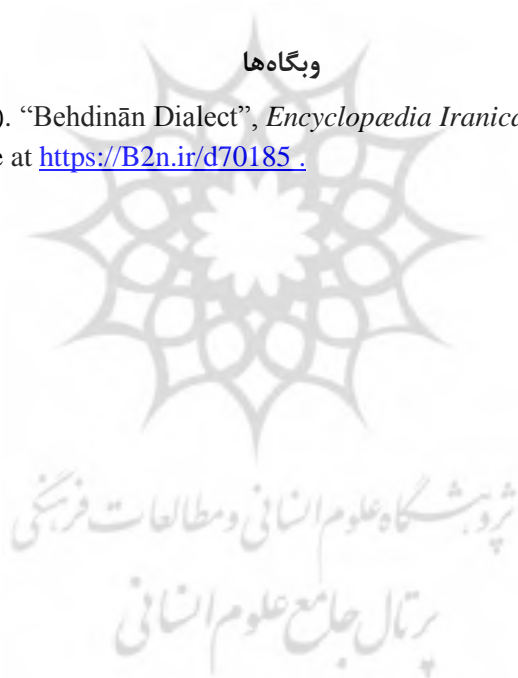 وبگاه‌ها
). “Behdinān Dialect”, Encyclopædia Iranica
e at https://B2n.ir/d70185 .
پژوهشگاه علوم انسانی و مطالعات فرهنگی
پرتال جامع علوم انسانی